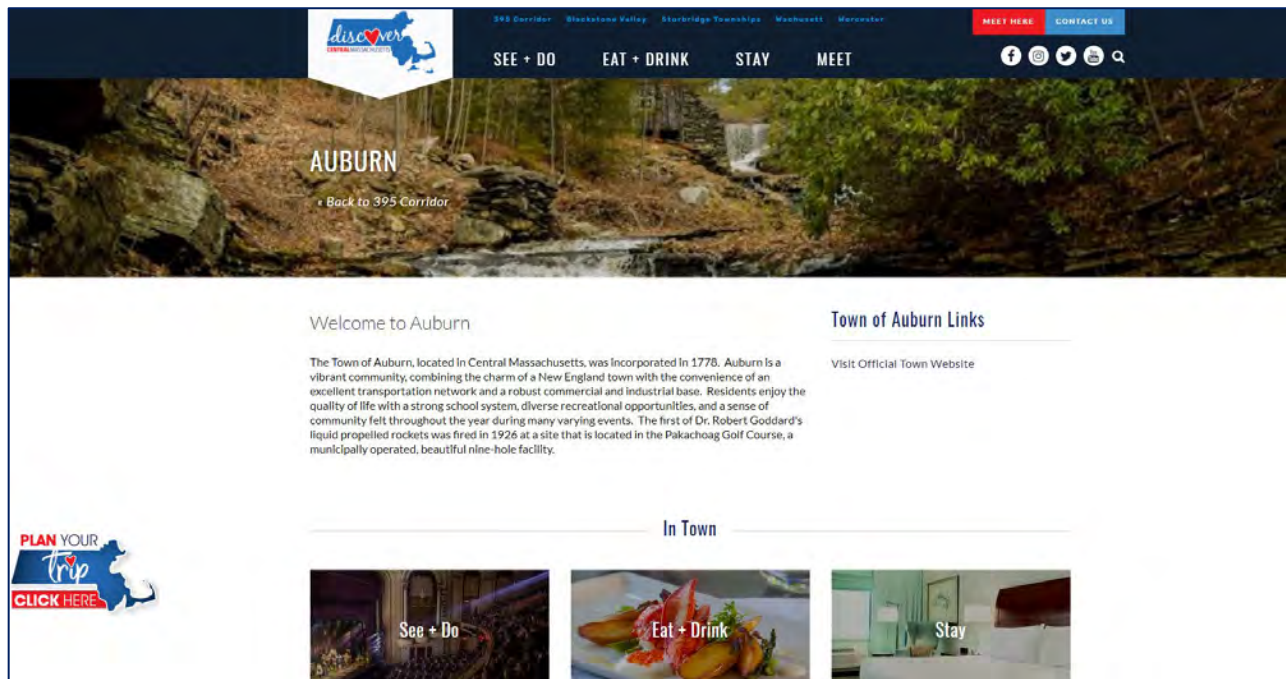 discover
CENTRAL MASSACHUSETTS
395 Corridor Blackstone Valley Sturbridge Townships Wachusett Worcester
MEET HERE CONTACT US
SEE + DO EAT + DRINK STAY MEET
AUBURN
« Back to 395 Corridor
Welcome to Auburn
Town of Auburn Links
The Town of Auburn, located in Central Massachusetts, was incorporated in 1778. Auburn is a
vibrant community, combining the charm of a New England town with the convenience of an
excellent transportation network and a robust commercial and industrial base. Residents enjoy the
quality of life with a strong school system, diverse recreational opportunities, and a sense of
community felt throughout the year during many varying events. The first of Dr. Robert Goddard's
liquid propelled rockets was fired in 1926 at a site that is located in the Pakachoag Golf Course, a
municipally operated, beautiful nine-hole facility.
Visit Official Town Website
In Town
PLAN YOUR
trip
CLICK HERE
See + Do
Eat + Drink
Stay